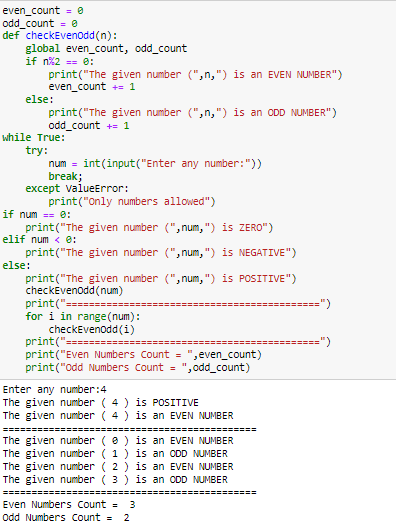 even_count = 0
odd_count = 0
def checkEvenOdd(n):
    global even_count, odd_count
    if n%2 == 0:
        print("The given number (",n,") is an EVEN NUMBER")
        even_count += 1
    else:
        print("The given number (",n,") is an ODD NUMBER")
        odd_count += 1
while True:
    try:
        num = int(input("Enter any number:"))
        break;
    except ValueError:
        print("Only numbers allowed")
if num == 0:
    print("The given number (",num,") is ZERO")
elif num < 0:
    print("The given number (",num,") is NEGATIVE")
else:
    print("The given number (",num,") is POSITIVE")
    checkEvenOdd(num)
    print("============================================")
    for i in range(num):
        checkEvenOdd(i)
    print("============================================")
    print("Even Numbers Count = ",even_count)
    print("Odd Numbers Count = ",odd_count)
Enter any number:4
The given number ( 4 ) is POSITIVE
The given number ( 4 ) is an EVEN NUMBER
============================================
The given number ( 0 ) is an EVEN NUMBER
The given number ( 1 ) is an ODD NUMBER
The given number ( 2 ) is an EVEN NUMBER
The given number ( 3 ) is an ODD NUMBER
============================================
Even Numbers Count =  3
Odd Numbers Count =  2